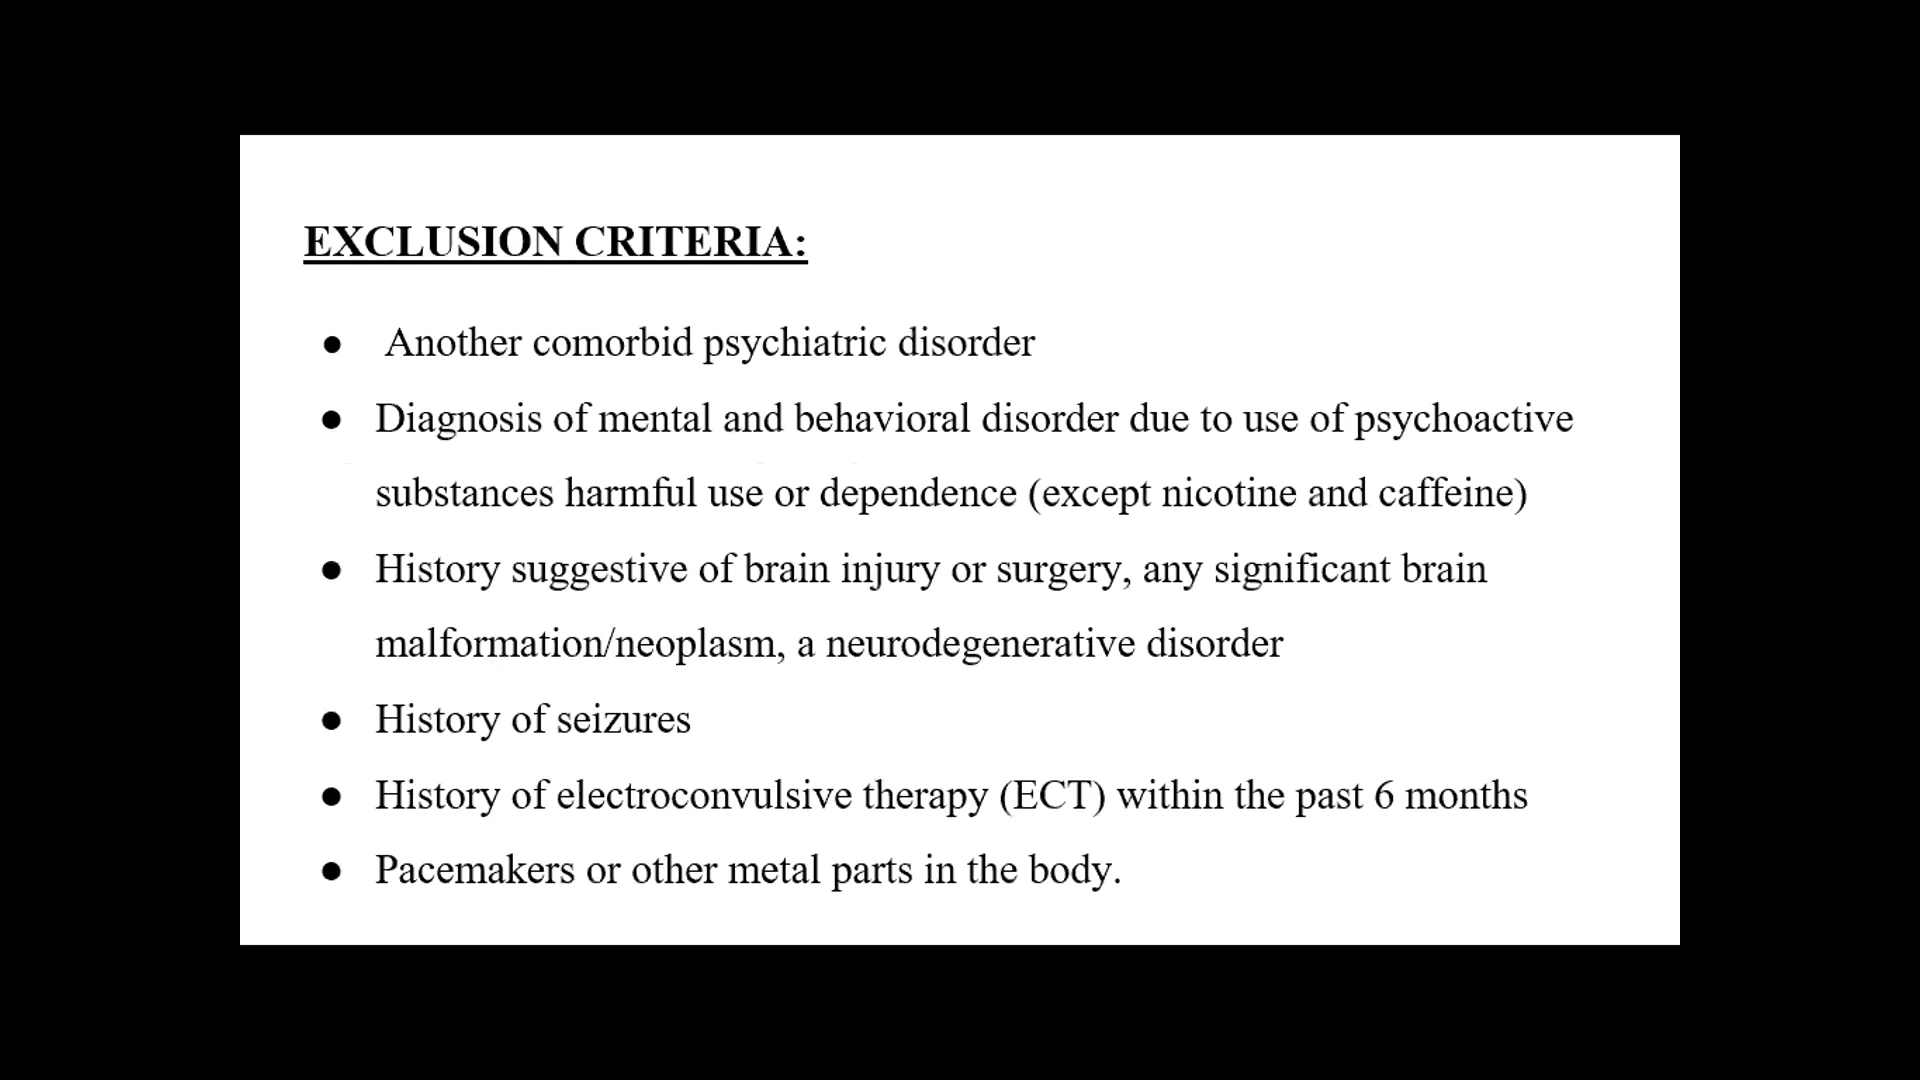 EXCLUSION CRITERIA:
● Another comorbid psychiatric disorder
● Diagnosis of mental and behavioral disorder due to use of psychoactive
substances harmful use or dependence (except nicotine and caffeine)
● History suggestive of brain injury or surgery, any significant brain
malformation/neoplasm, a neurodegenerative disorder
● History of seizures
● History of electroconvulsive therapy (ECT) within the past 6 months
● Pacemakers or other metal parts in the body.